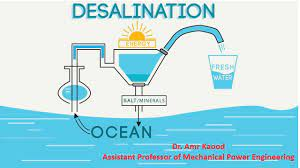 DESALINATION
ENERGY
FRESH
WATER
SALT/MINERALS
OCEAN
Dr. Amr Kaood
Assistant Professor of Mechanical Power Engineering